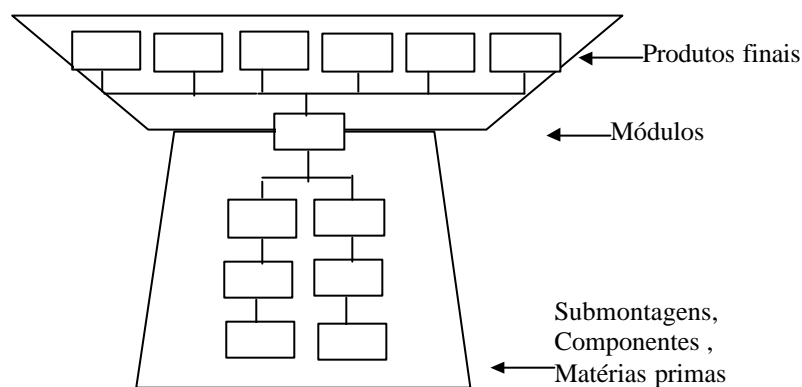 Produtos finais
Módulos
Submontagens,
Componentes ,
Matérias primas